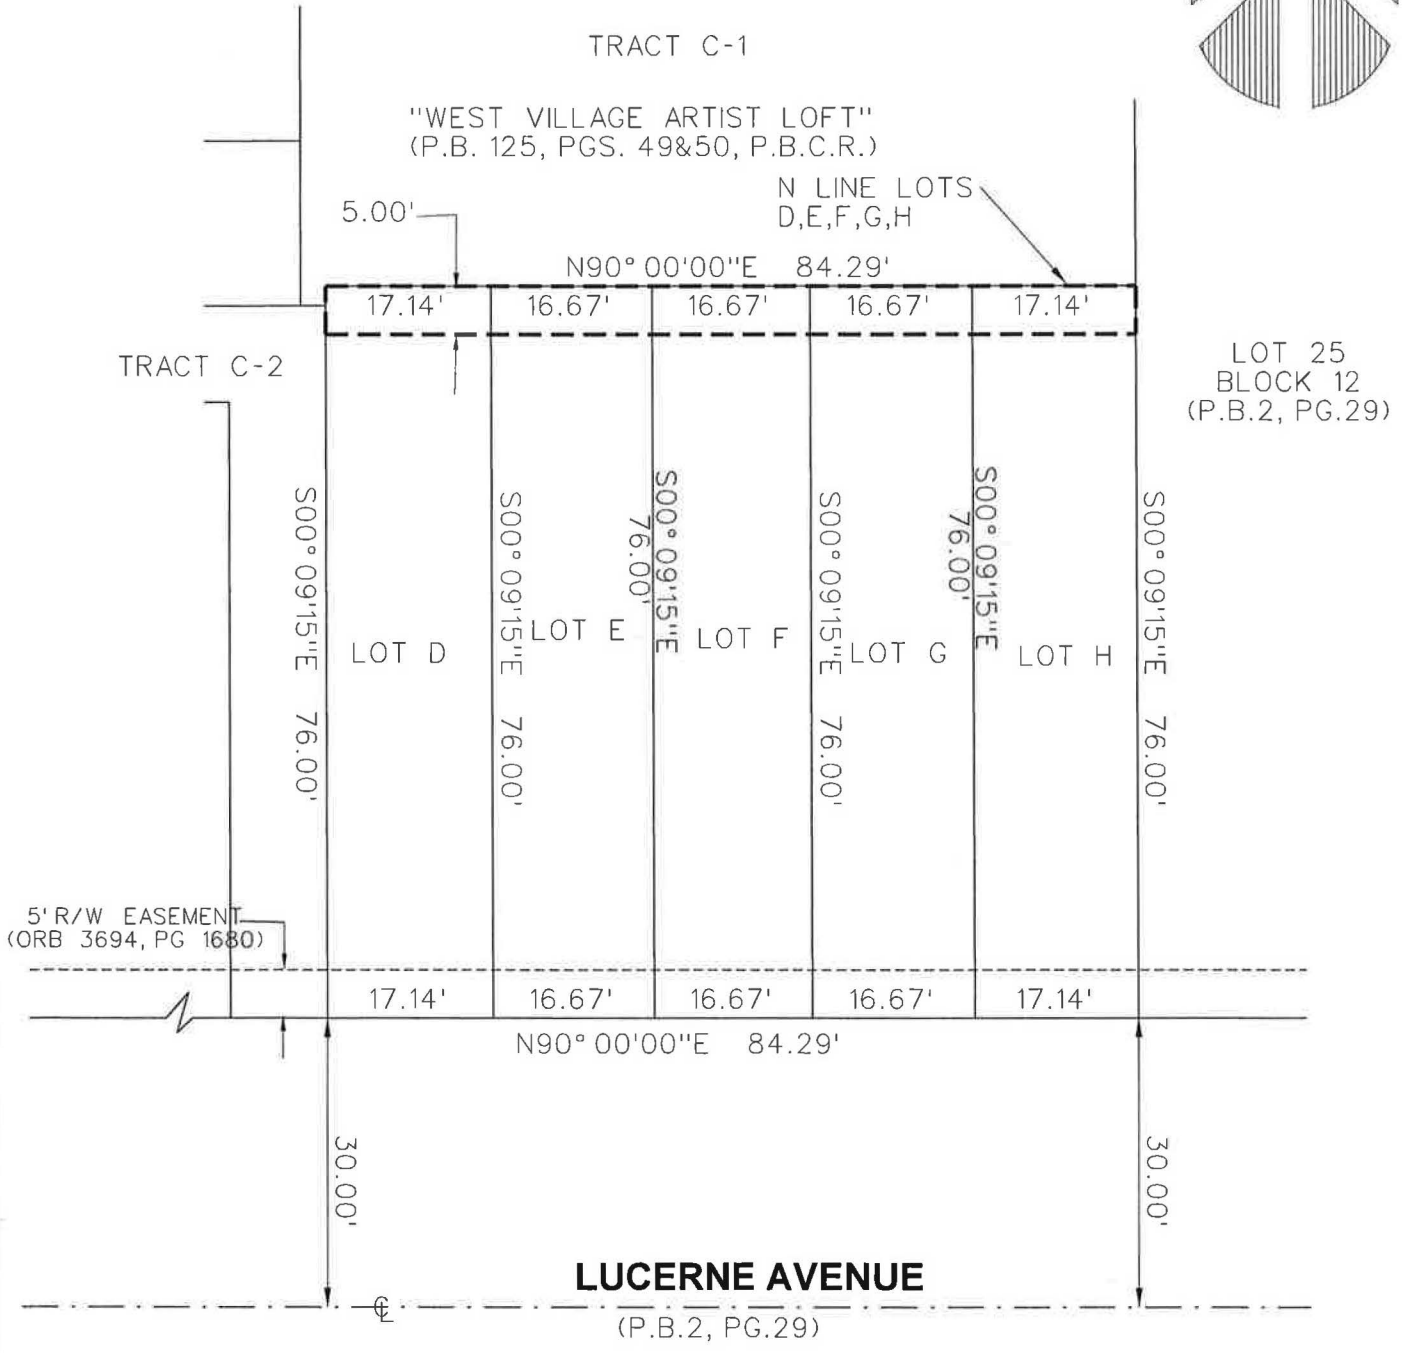 TRACT C-1
"WEST VILLAGE ARTIST LOFT"
(P.B. 125, PGS. 49&50, P.B.C.R.)
N LINE LOTS
D,E,F,G,H
5.00'
N90°00'00"E 84.29'
17.14' 16.67' 16.67' 16.67' 17.14'
TRACT C-2
LOT 25
BLOCK 12
(P.B.2, PG.29)
S00°09'15"E 76.00'
S00°09'15"E 76.00'
S00°09'15"E
76.00'
S00°09'15"E 76.00'
S00°09'15"E
76.00'
S00°09'15"E 76.00'
LOT D
LOT E
LOT F
LOT G
LOT H
5' R/W EASEMENT
(ORB 3694, PG 1680)
17.14' 16.67' 16.67' 16.67' 17.14'
N90°00'00"E 84.29'
30.00'
30.00'
LUCERNE AVENUE
℄
(P.B.2, PG.29)